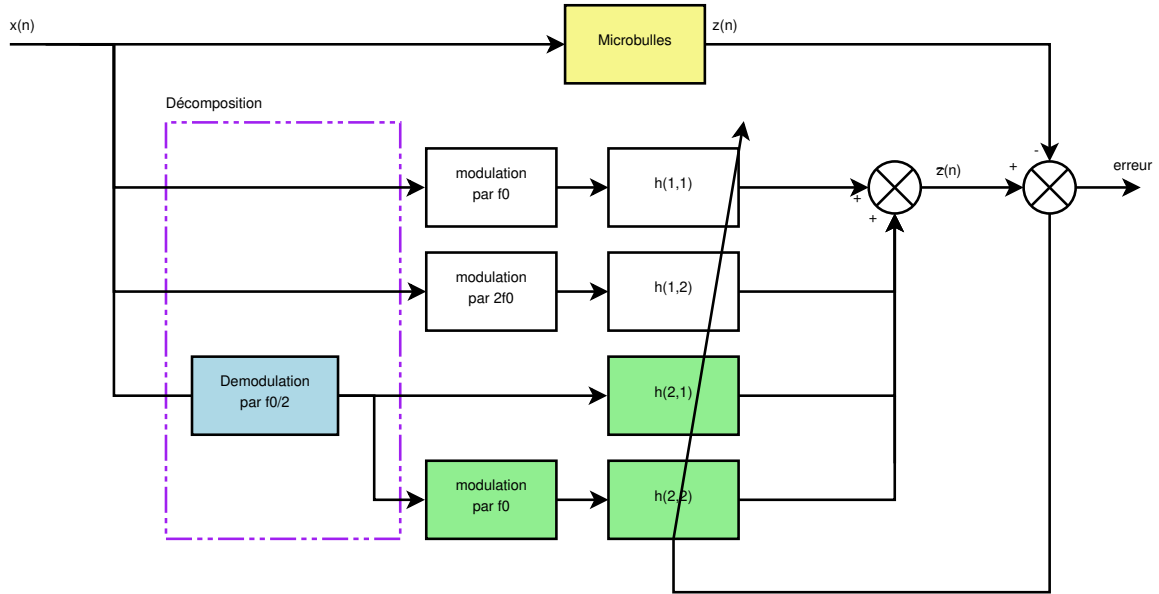 x(n)
Microbulles
z(n)
Décomposition
modulation
par f0
h(1,1)
-
+
erreur
+
+
z(n)
modulation
par 2f0
h(1,2)
Demodulation
par f0/2
h(2,1)
modulation
par f0
h(2,2)